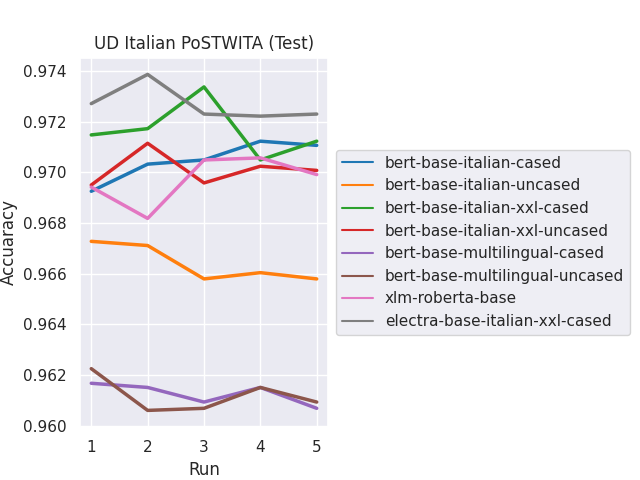 UD Italian PoSTWITA (Test)
Accuaracy
0.974
0.972
0.970
0.968
0.966
0.964
0.962
0.960
1 2 3 4 5
Run
bert-base-italian-cased
bert-base-italian-uncased
bert-base-italian-xxl-cased
bert-base-italian-xxl-uncased
bert-base-multilingual-cased
bert-base-multilingual-uncased
xlm-roberta-base
electra-base-italian-xxl-cased